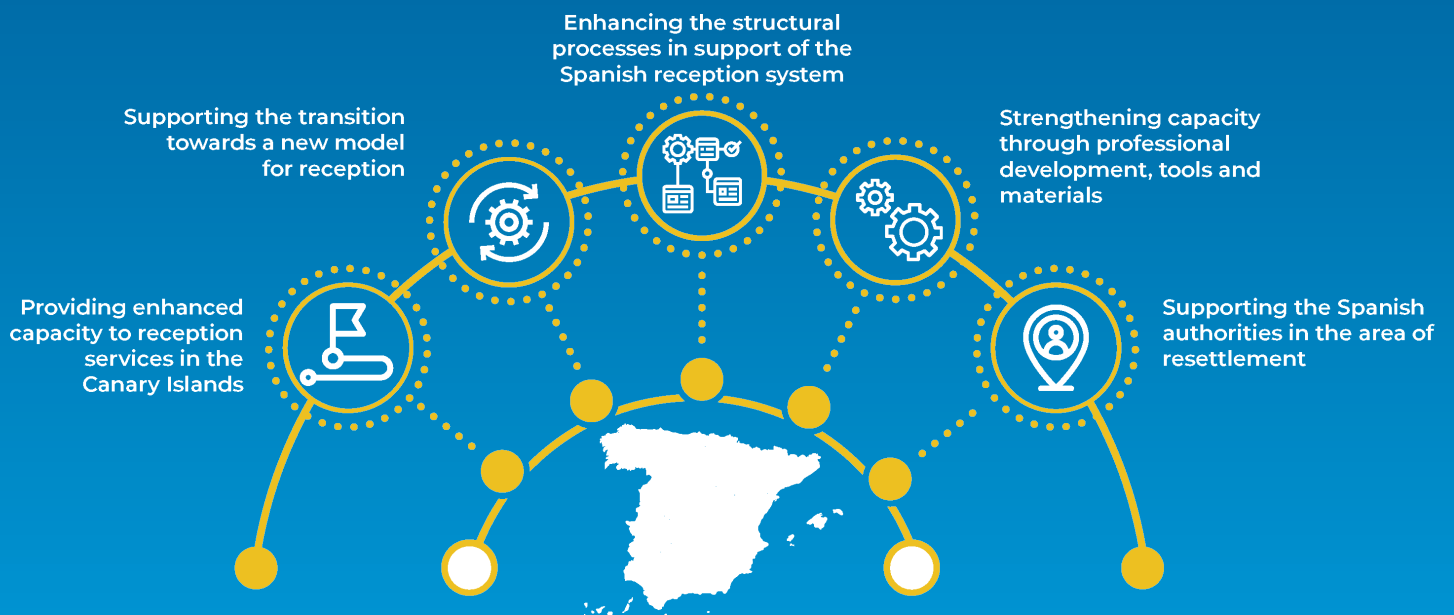 Enhancing the structural
processes in support of the
Spanish reception system
Supporting the transition
towards a new model
for reception
Strengthening capacity
through professional
development, tools and
materials
Providing enhanced
capacity to reception
services in the
Canary Islands
Supporting the Spanish
authorities in the area of
resettlement